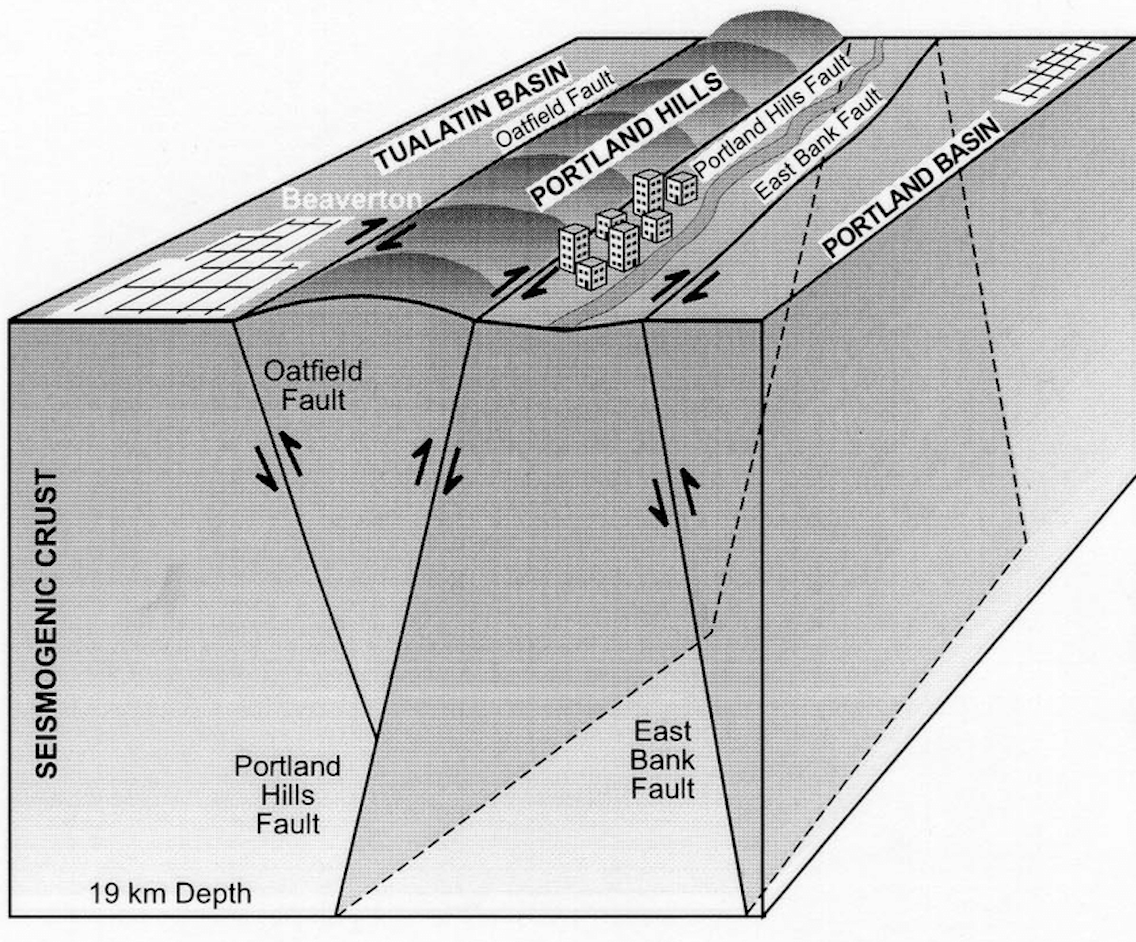 TUALATIN BASIN
Oatfield Fault
PORTLAND HILLS
Portland Hills Fault
East Bank Fault
PORTLAND BASIN
Beaverton
Oatfield
Fault
SEISMOGENIC CRUST
Portland
Hills
Fault
East
Bank
Fault
19 km Depth